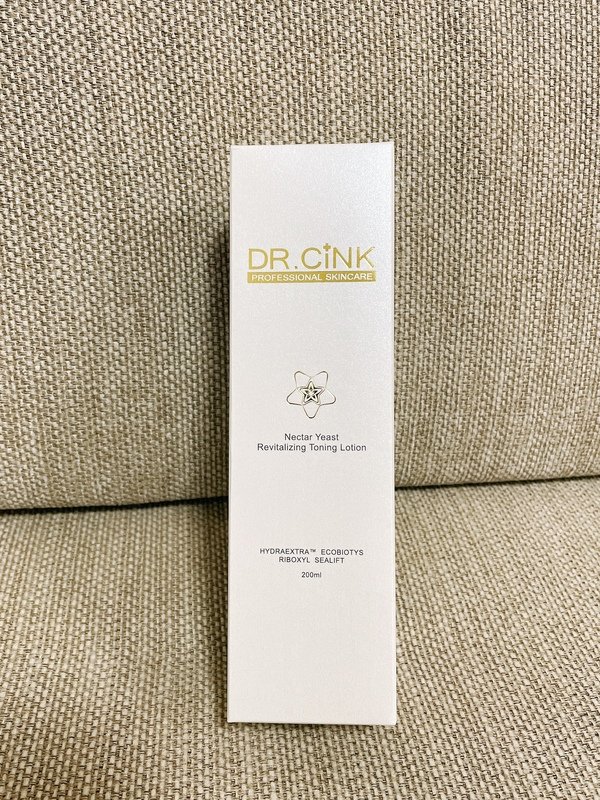 DR.CiNK
PROFESSIONAL SKINCARE
Nectar Yeast
Revitalizing Toning Lotion
HYDRAEXTRA™ ECOBIOTYS
RIBOXYL SEALIFT
200ml